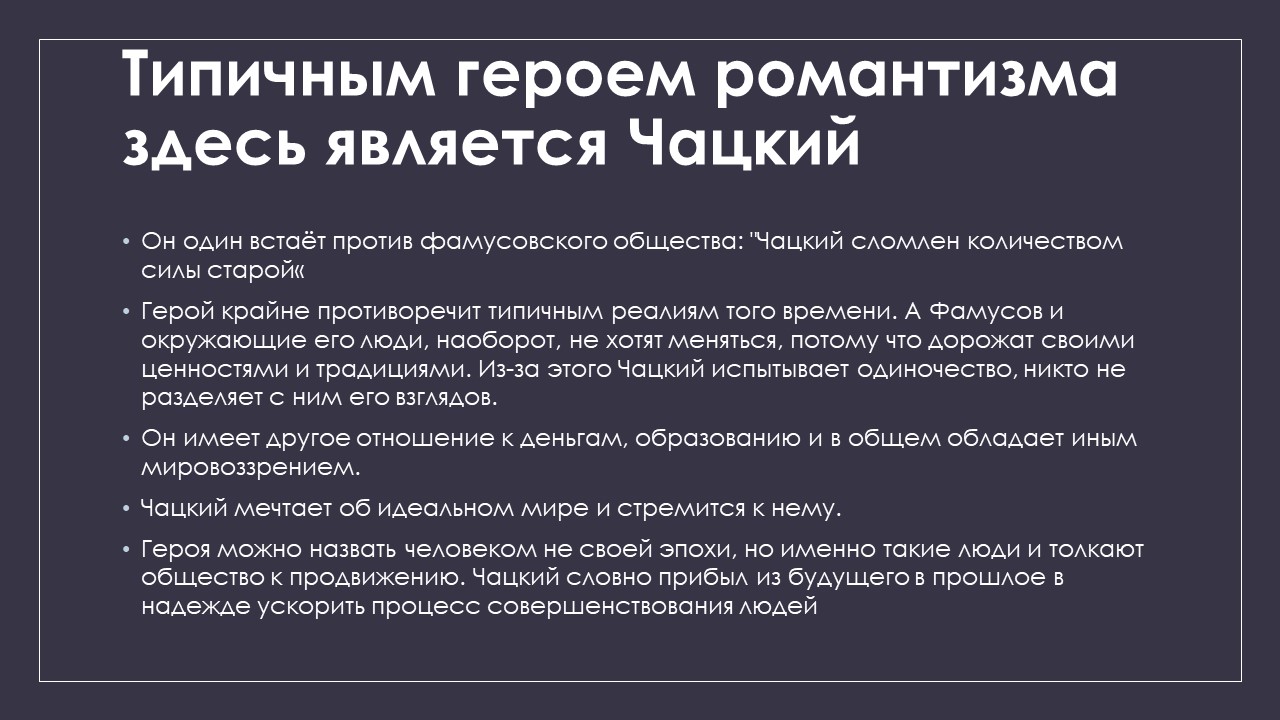 Типичным героем романтизма
здесь является Чацкий
• Он один встаёт против фамусовского общества: "Чацкий сломлен количеством
силы старой«
• Герой крайне противоречит типичным реалиям того времени. А Фамусов и
окружающие его люди, наоборот, не хотят меняться, потому что дорожат своими
ценностями и традициями. Из-за этого Чацкий испытывает одиночество, никто не
разделяет с ним его взглядов.
• Он имеет другое отношение к деньгам, образованию и в общем обладает иным
мировоззрением.
• Чацкий мечтает об идеальном мире и стремится к нему.
• Героя можно назвать человеком не своей эпохи, но именно такие люди и толкают
общество к продвижению. Чацкий словно прибыл из будущего в прошлое в
надежде ускорить процесс совершенствования людей